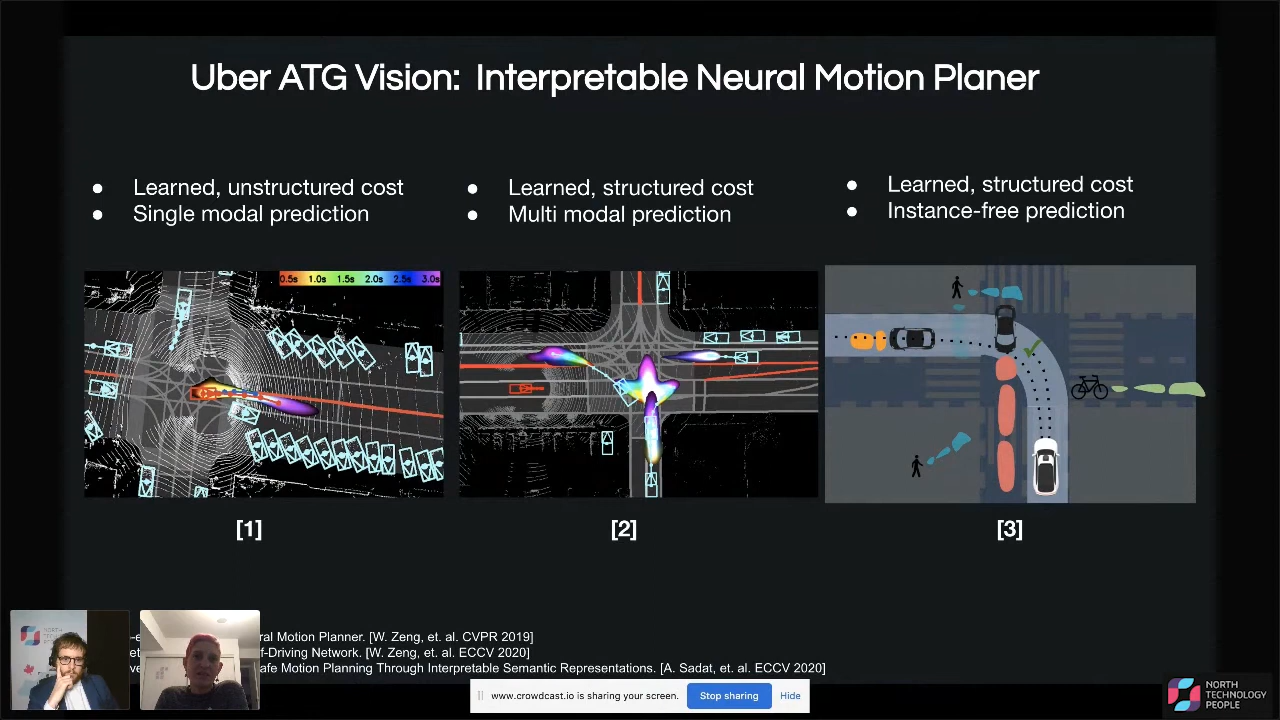 Uber ATG Vision: Interpretable Neural Motion Planer
● Learned, unstructured cost
● Single modal prediction
● Learned, structured cost
● Multi modal prediction
● Learned, structured cost
● Instance-free prediction
0.5s 1.0s 1.5s 2.0s 2.5s 3.0s
[1]
[2]
[3]
ral Motion Planner. [W. Zeng, et. al. CVPR 2019]
f-Driving Network. [W. Zeng, et. al. ECCV 2020]
afe Motion Planning Through Interpretable Semantic Representations. [A. Sadat, et. al. ECCV 2020]
www.crowdcast.io is sharing your screen.
Stop sharing
Hide
NORTH
TECHNOLOGY
PEOPLE